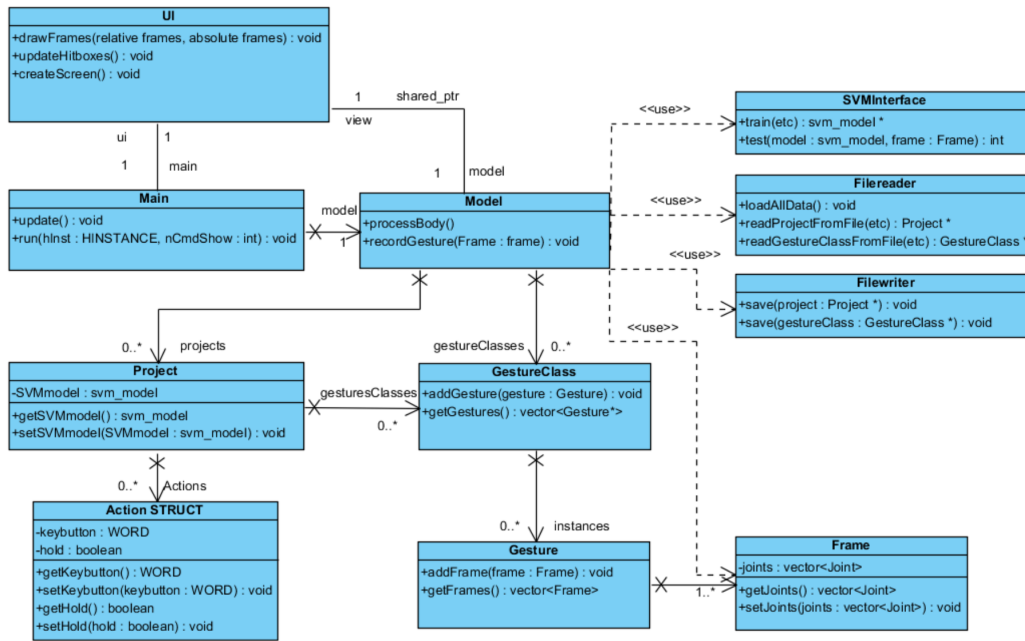 UI
+drawFrames(relative frames, absolute frames) : void
+updateHitboxes() : void
+createScreen() : void
1
shared_ptr
view
ui
1
1
main
1
model
<<use>>
SVMInterface
+train(etc) : svm_model *
+test(model : svm_model, frame : Frame) : int
Main
+update() : void
+run(hInst : HINSTANCE, nCmdShow : int) : void
model
1
Model
+processBody()
+recordGesture(Frame : frame) : void
<<use>>
Filereader
+loadAllData() : void
+readProjectFromFile(etc) : Project *
+readGestureClassFromFile(etc) : GestureClass *
<<use>>
Filewriter
+save(project : Project *) : void
+save(gestureClass : GestureClass *) : void
<<use>>
0..*
projects
gestureClasses
0..*
Project
-SVMmodel : svm_model
+getSVMmodel() : svm_model
+setSVMmodel(SVMmodel : svm_model) : void
gesturesClasses
0..*
GestureClass
+addGesture(gesture : Gesture) : void
+getGestures() : vector<Gesture*>
0..*
Actions
Action STRUCT
-keybutton : WORD
-hold : boolean
+getKeybutton() : WORD
+setKeybutton(keybutton : WORD) : void
+getHold() : boolean
+setHold(hold : boolean) : void
0..*
instances
Gesture
+addFrame(frame : Frame) : void
+getFrames() : vector<Frame>
1..*
Frame
-joints : vector<Joint>
+getJoints() : vector<Joint>
+setJoints(joints : vector<Joint>) : void